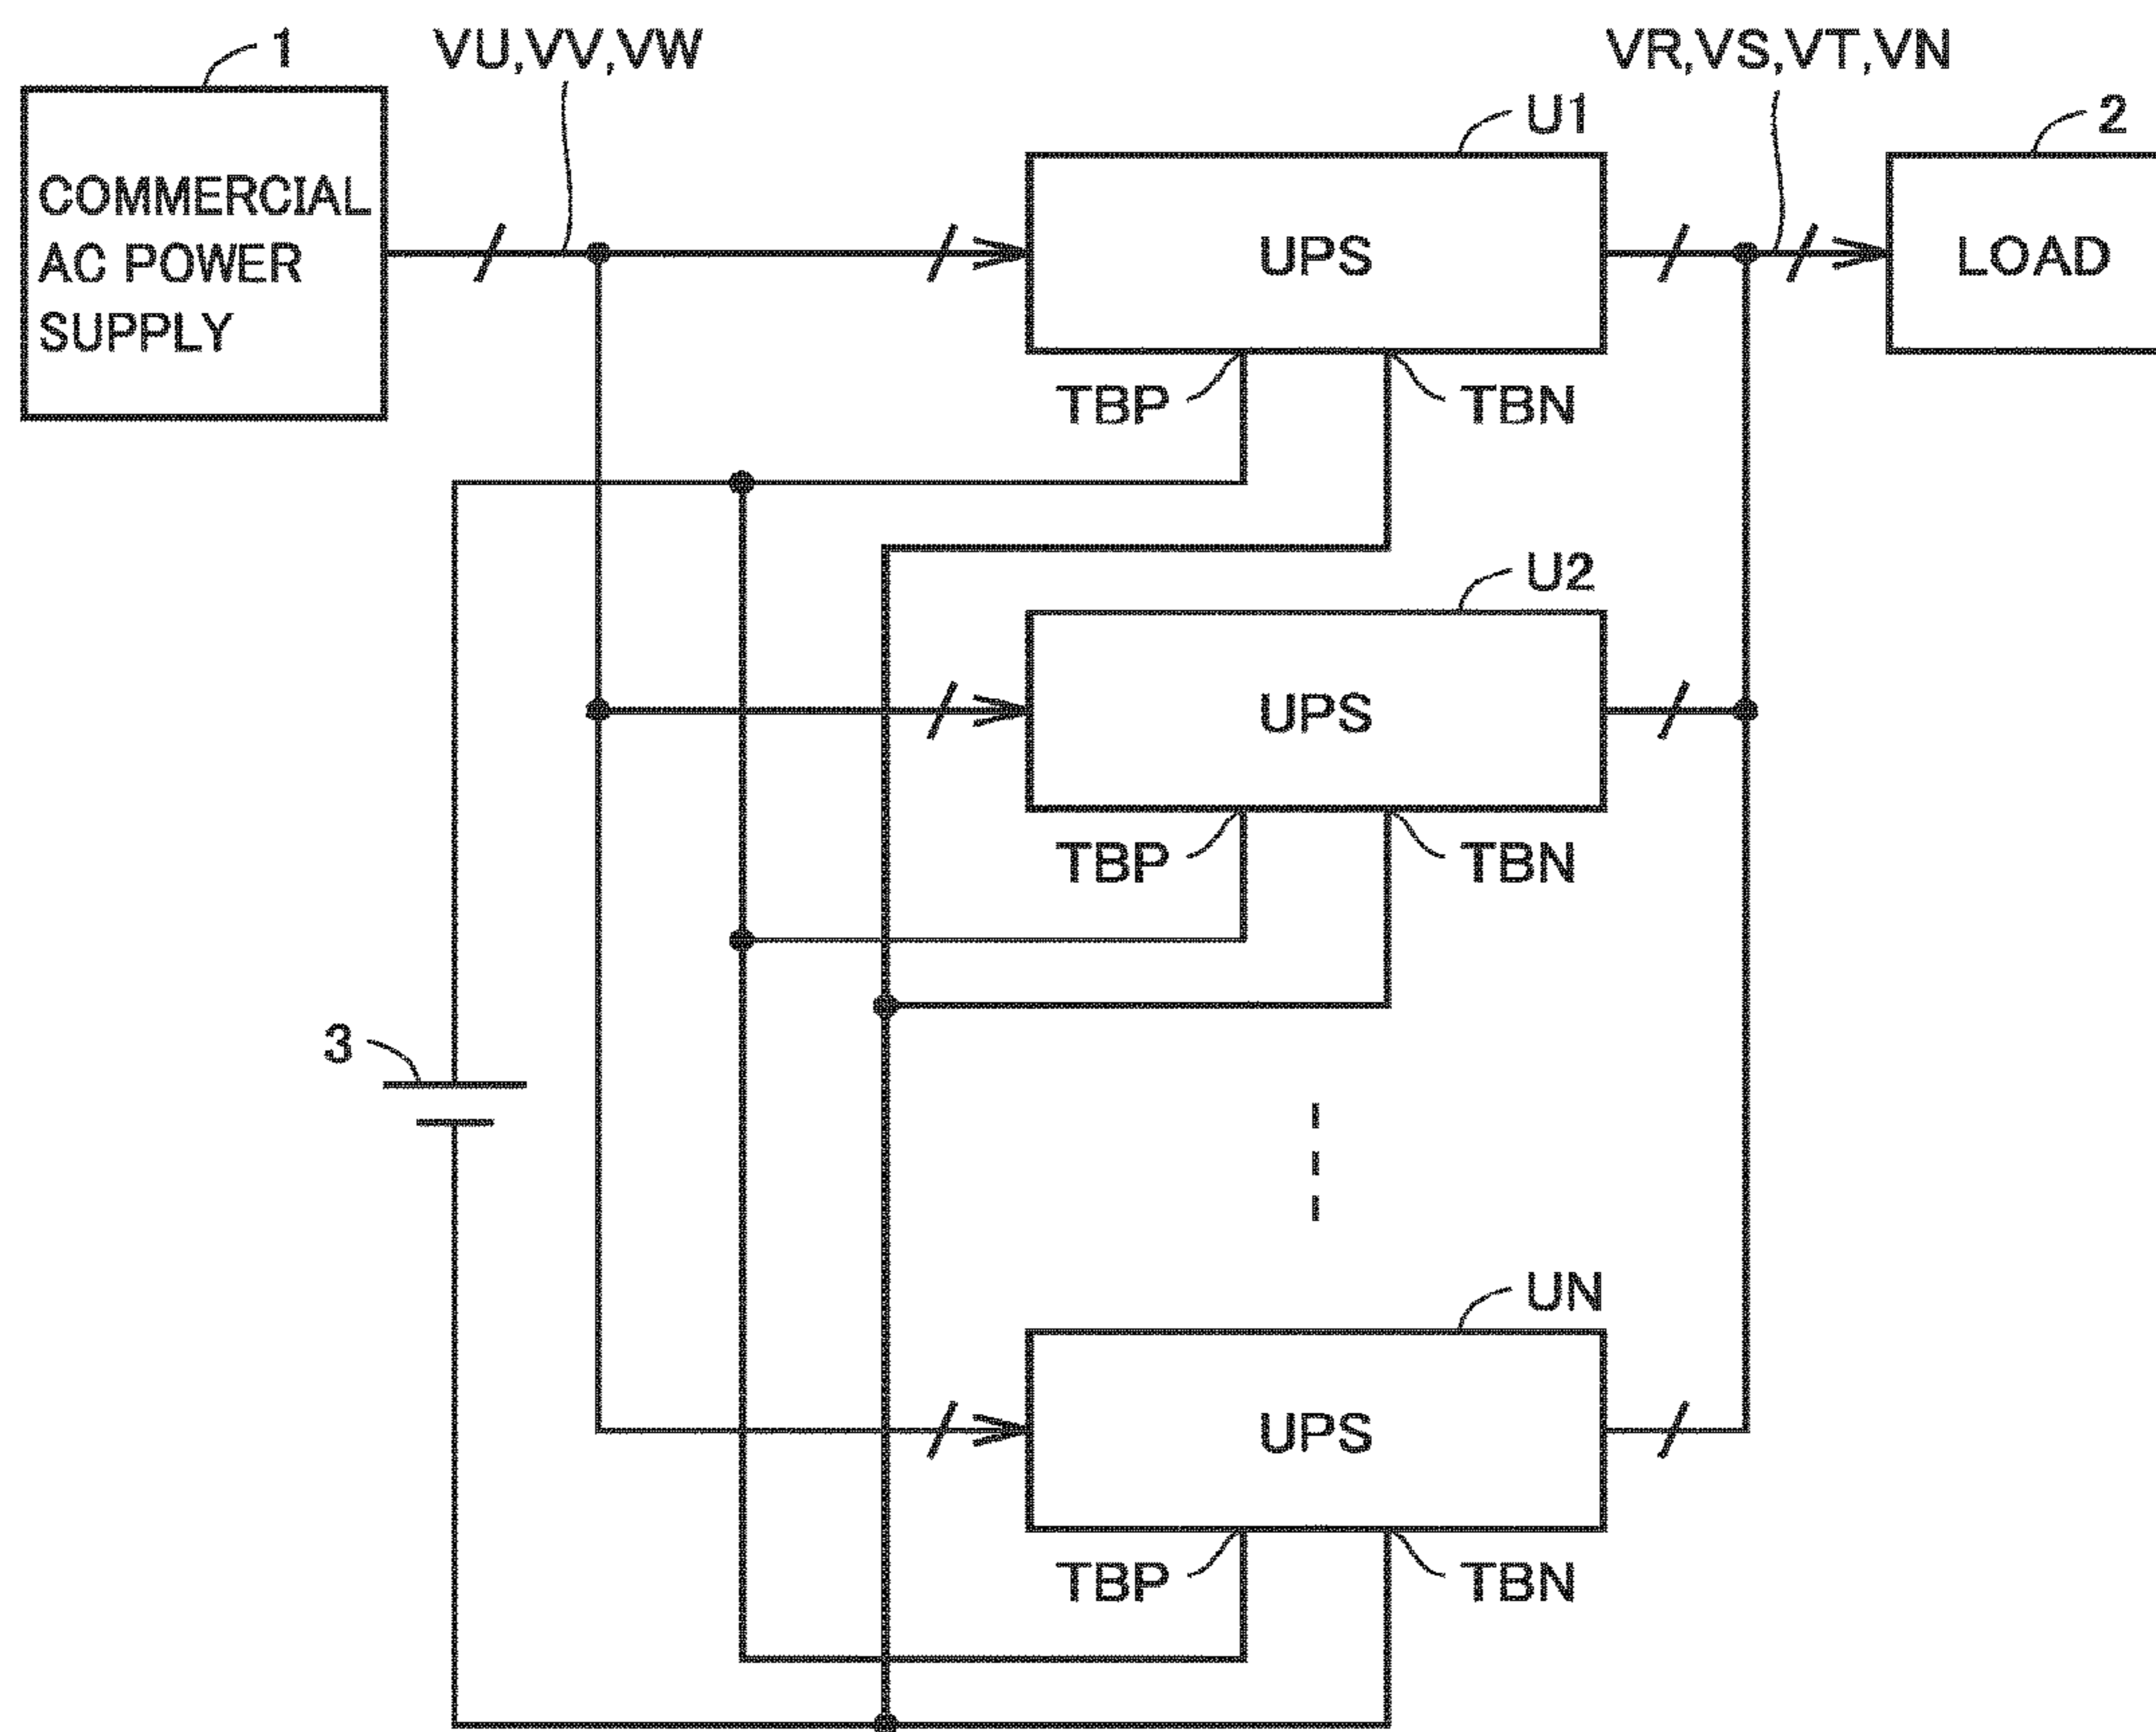 1
VU,VV,VW
VR,VS,VT,VN
U1
2
COMMERCIAL
AC POWER
SUPPLY
UPS
LOAD
TBP
TBN
U2
UPS
TBP
TBN
3
UN
UPS
TBP
TBN